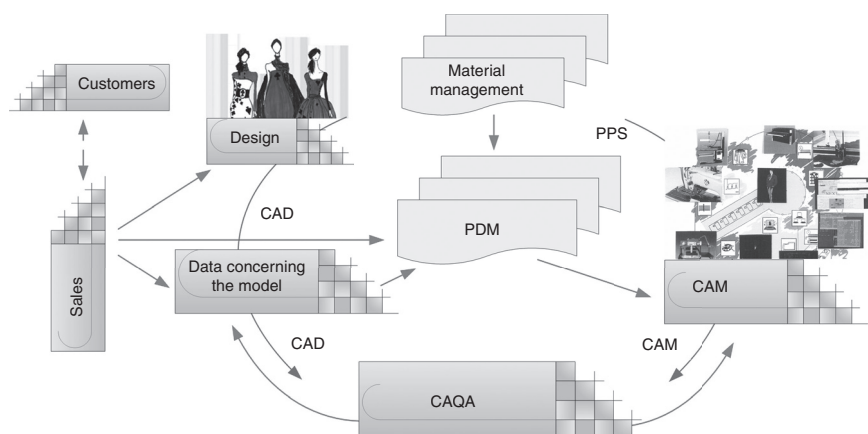 Customers
Design
Material
management
PPS
CAD
PDM
Sales
Data concerning
the model
CAM
CAD
CAM
CAQA